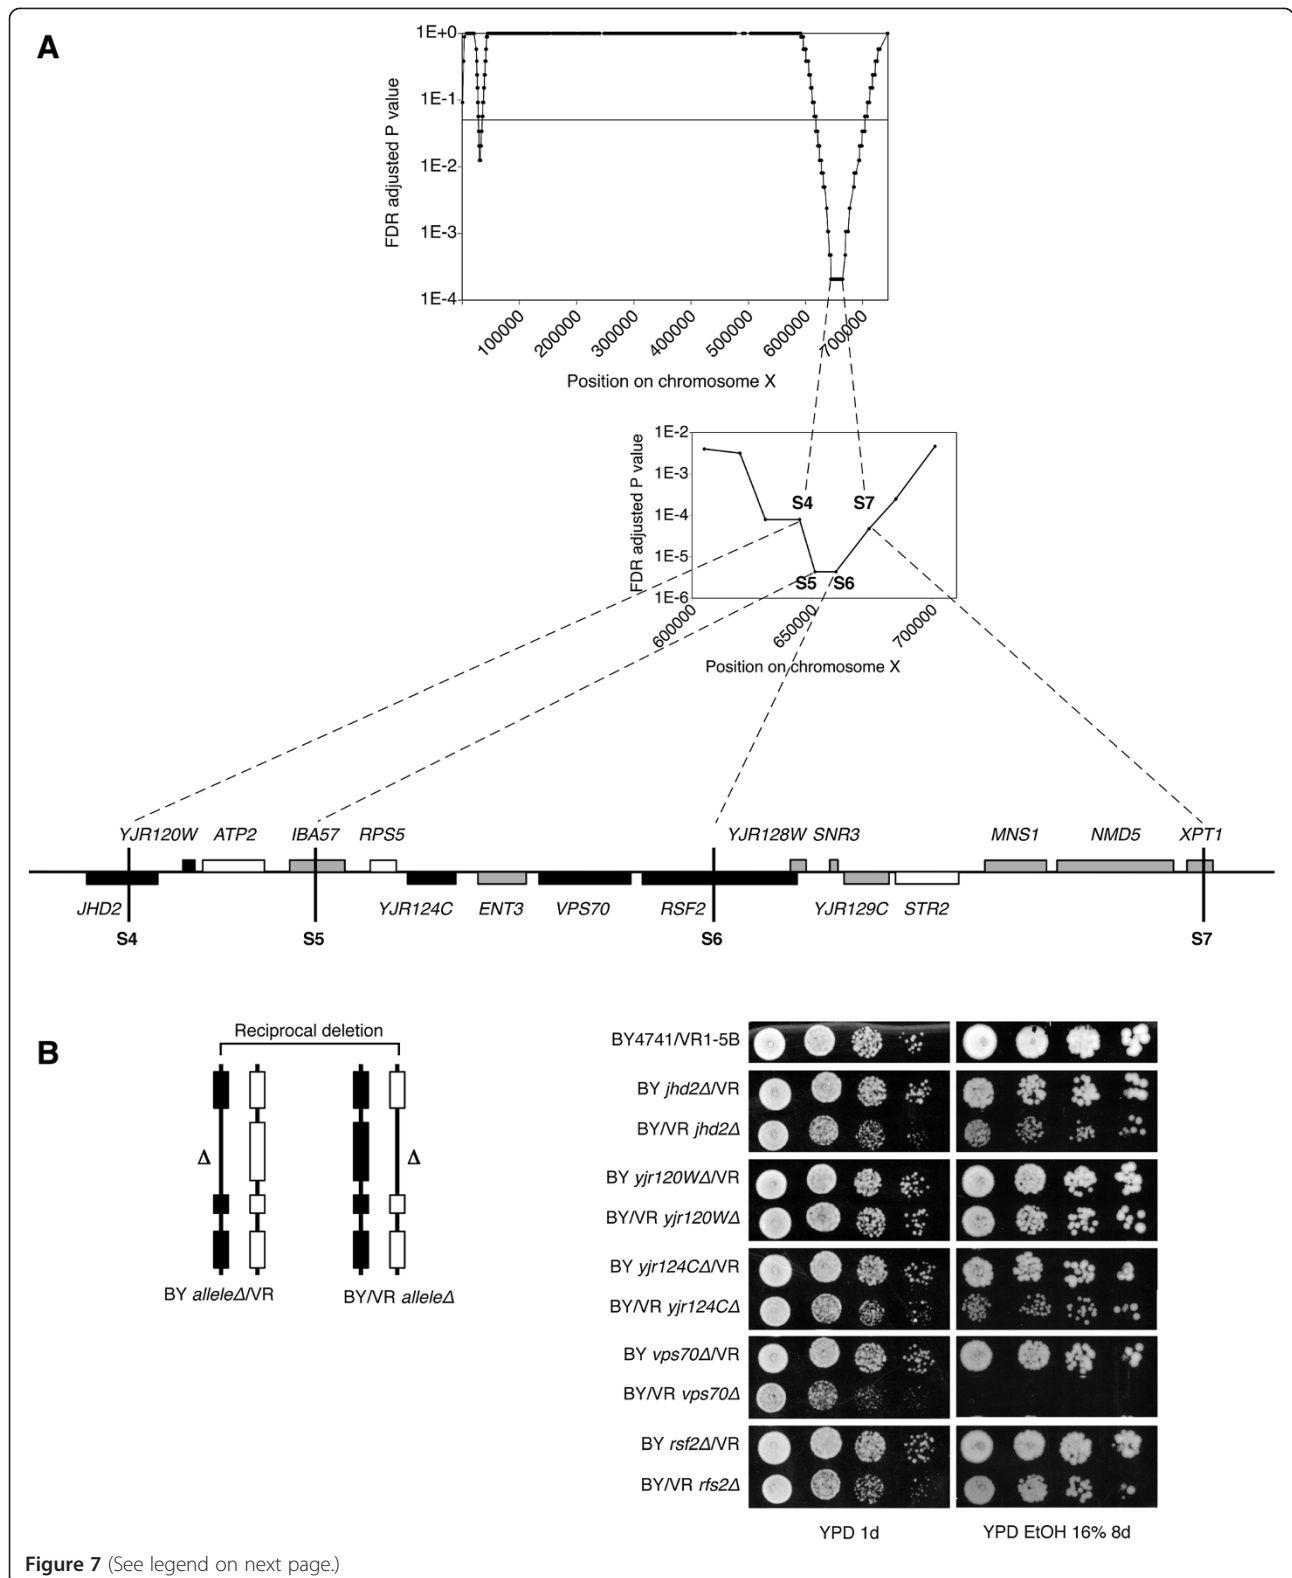 A
FDR adjusted P value
1E+0
1E-1
1E-2
1E-3
1E-4
100000
200000
300000
400000
500000
600000
700000
Position on chromosome X
FDR adjusted P value
1E-2
1E-3
1E-4
1E-5
1E-6
S4
S7
S5
S6
600000
650000
700000
Position on chromosome X
YJR120W ATP2 IBA57 RPS5 YJR128W SNR3 MNS1 NMD5 XPT1
JHD2 YJR124C ENT3 VPS70 RSF2 YJR129C STR2
S4 S5 S6 S7
B
Reciprocal deletion
Δ Δ
BY alleleΔ/VR
BY/VR alleleΔ
BY4741/VR1-5B
BY jhd2Δ/VR
BY/VR jhd2Δ
BY yjr120WΔ/VR
BY/VR yjr120WΔ
BY yjr124CΔ/VR
BY/VR yjr124CΔ
BY vps70Δ/VR
BY/VR vps70Δ
BY rsf2Δ/VR
BY/VR rfs2Δ
YPD 1d
YPD EtOH 16% 8d
Figure 7 (See legend on next page.)